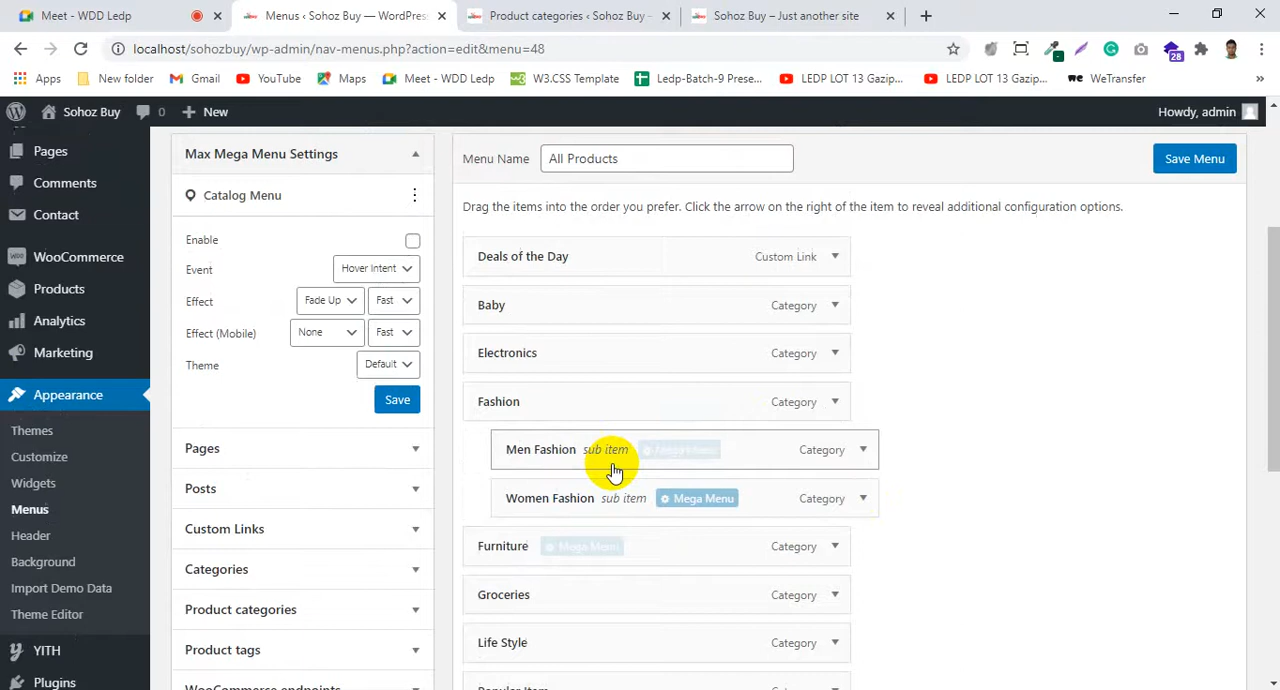 Meet - WDD Ledp
Menus ‹ Sohoz Buy — WordPress
Product categories ‹ Sohoz Buy —
Sohoz Buy – Just another site
localhost/sohozbuy/wp-admin/nav-menus.php?action=edit&menu=48
28
Apps
New folder
Gmail
YouTube
Maps
Meet - WDD Ledp
W3.CSS Template
Ledp-Batch-9 Prese...
LEDP LOT 13 Gazip...
LEDP LOT 13 Gazip...
WeTransfer
»
Sohoz Buy
0
New
Howdy, admin
Pages
Comments
Contact
WooCommerce
Products
Analytics
Marketing
Appearance
Themes
Customize
Widgets
Menus
Header
Background
Import Demo Data
Theme Editor
YITH
Plugins
Max Mega Menu Settings
Catalog Menu
Enable
Event
Hover Intent
Effect
Fade Up
Fast
Effect (Mobile)
None
Fast
Theme
Default
Save
Pages
Posts
Custom Links
Categories
Product categories
Product tags
WooCommerce endpoints
Menu Name
All Products
Save Menu
Drag the items into the order you prefer. Click the arrow on the right of the item to reveal additional configuration options.
Deals of the Day
Custom Link
Baby
Category
Electronics
Category
Fashion
Category
Men Fashion sub item
Mega Menu
Category
Women Fashion sub item
Mega Menu
Category
Furniture
Mega Menu
Category
Groceries
Category
Life Style
Category
Popular Item